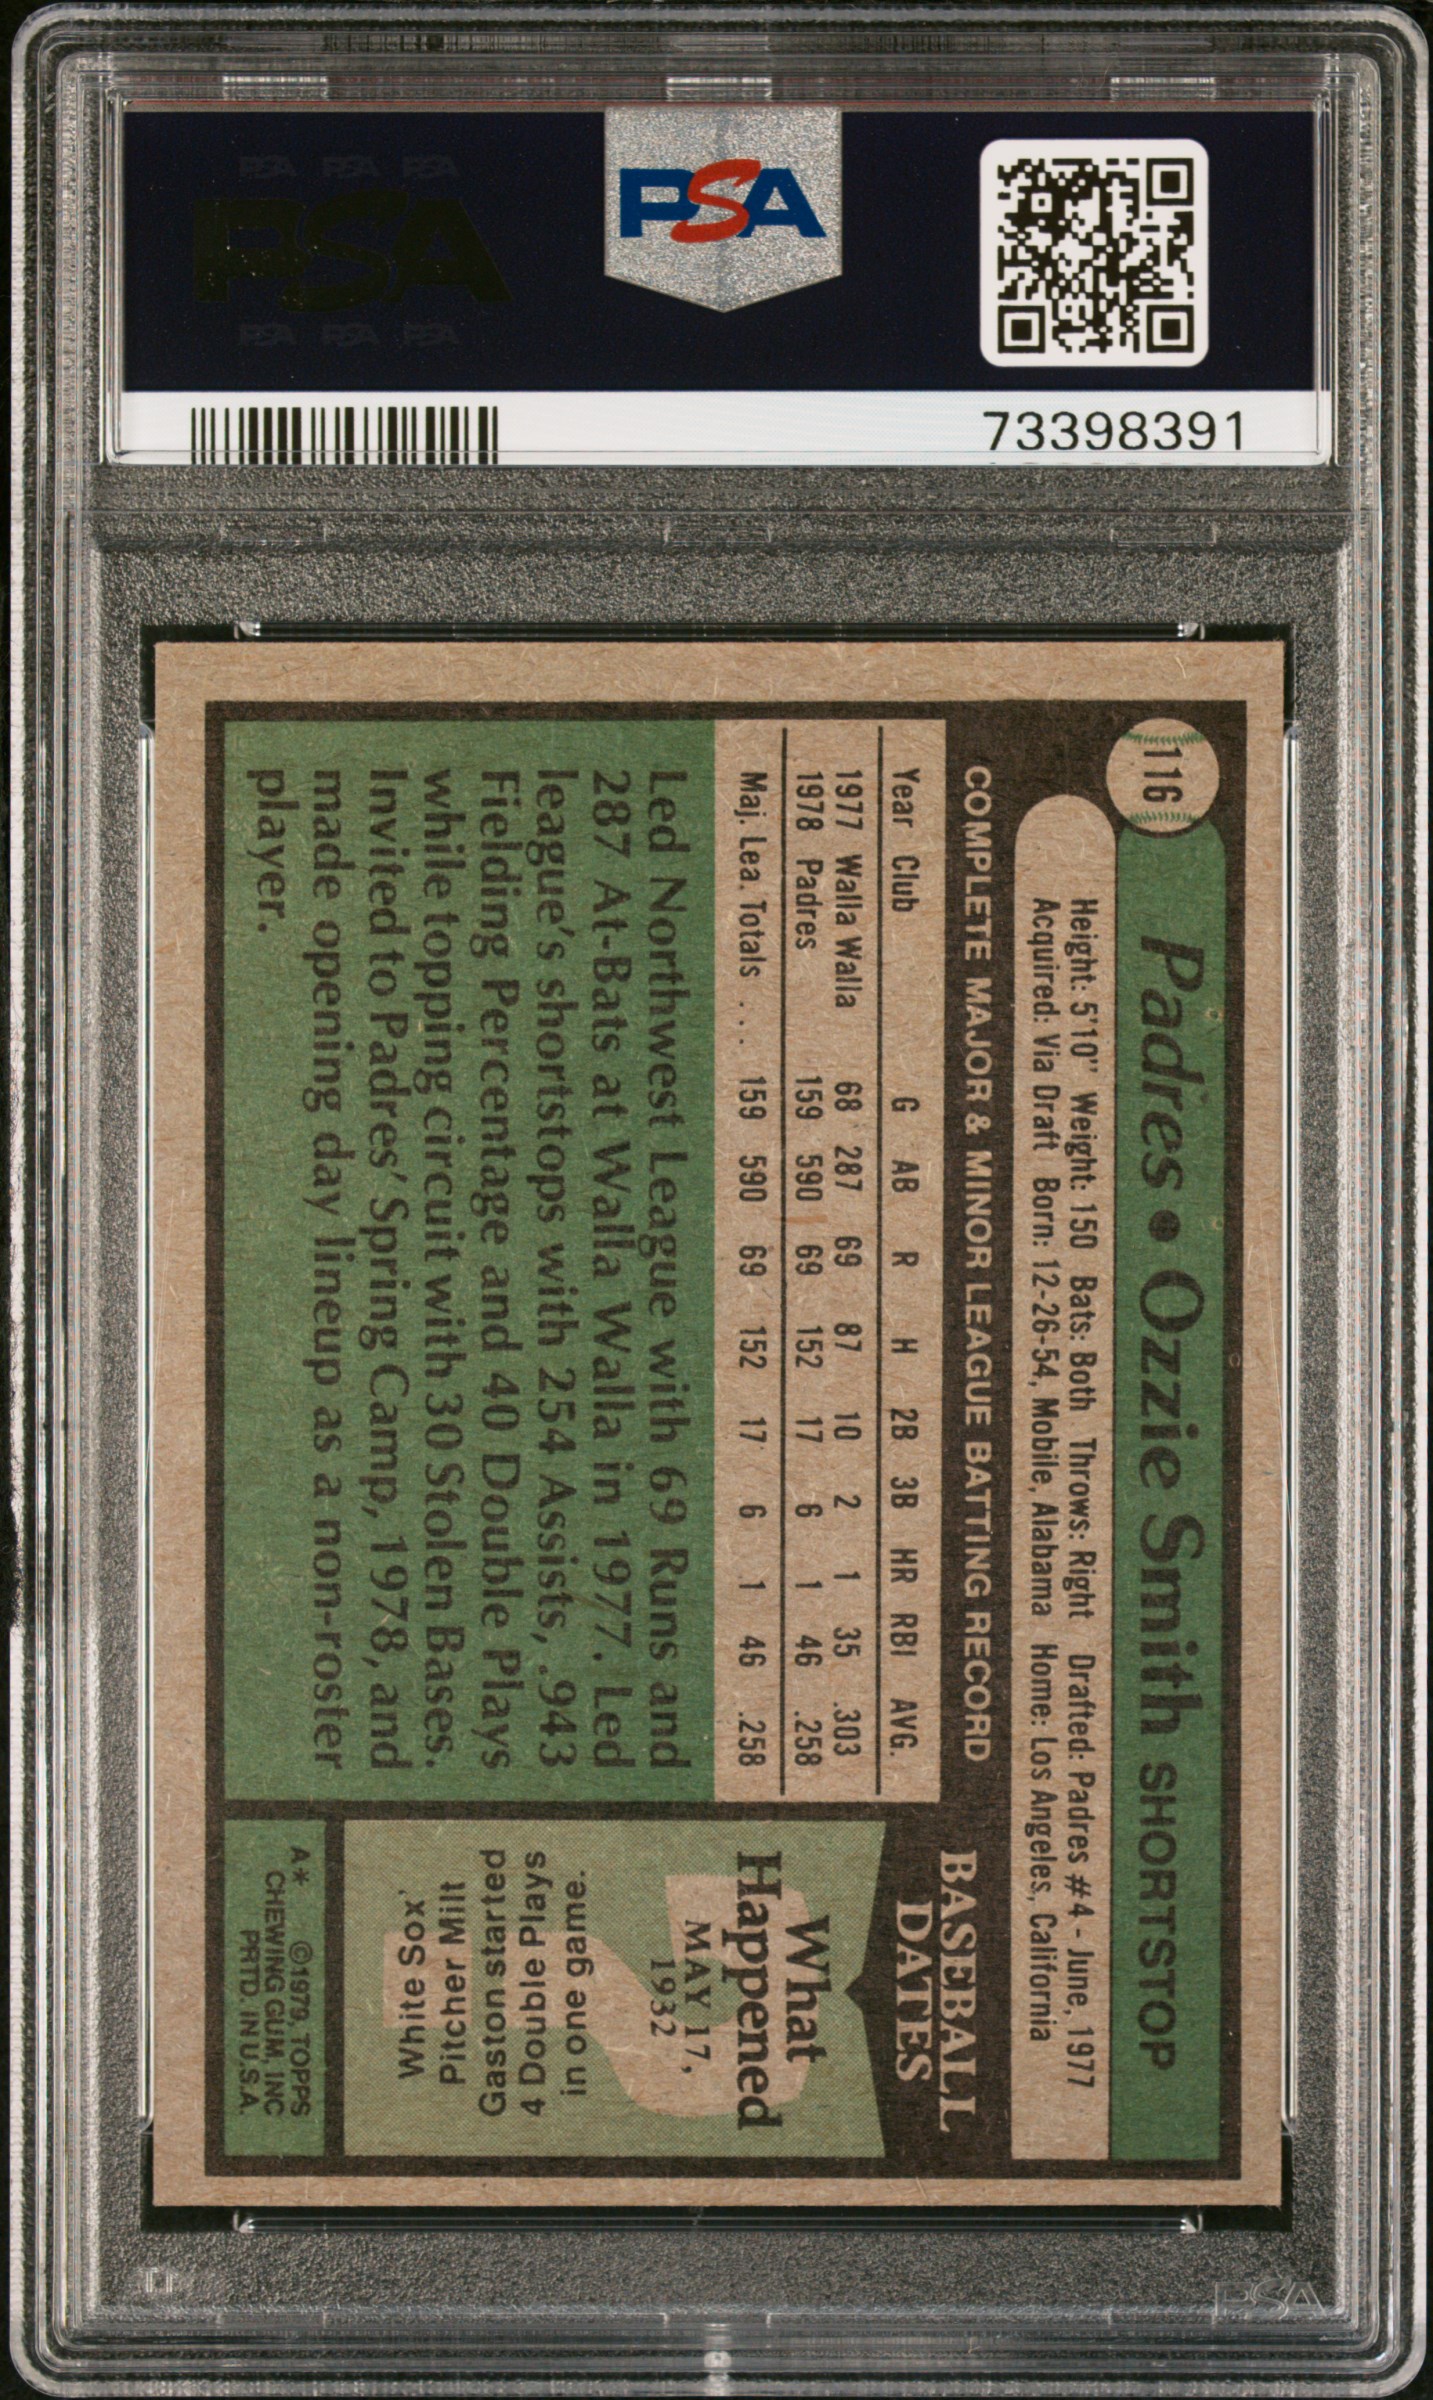 PSA PSA PSA
PSA
PSA PSA PSA
PSA
73398391
116
Padres • Ozzie Smith SHORTSTOP
Height: 5'10" Weight: 150 Bats: Both Throws: Right Drafted: Padres #4 - June, 1977
Acquired: Via Draft Born: 12-26-54, Mobile, Alabama Home: Los Angeles, California
COMPLETE MAJOR & MINOR LEAGUE BATTING RECORD
Year Club G AB R H 2B 3B HR RBI AVG.
1977 Walla Walla 68 287 69 87 10 2 1 35 .303
1978 Padres 159 590 69 152 17 6 1 46 .258
Maj. Lea. Totals . . . 159 590 69 152 17 6 1 46 .258
Led Northwest League with 69 Runs and
287 At-Bats at Walla Walla in 1977. Led
league's shortstops with 254 Assists, .943
Fielding Percentage and 40 Double Plays
while topping circuit with 30 Stolen Bases.
Invited to Padres' Spring Camp, 1978, and
made opening day lineup as a non-roster
player.
BASEBALL
DATES
What
Happened
MAY 17,
1932
?
White Sox'
Pitcher Milt
Gaston started
4 Double Plays
in one game.
A* ©1979, TOPPS
CHEWING GUM, INC
PRTD. IN U.S.A.
PSA